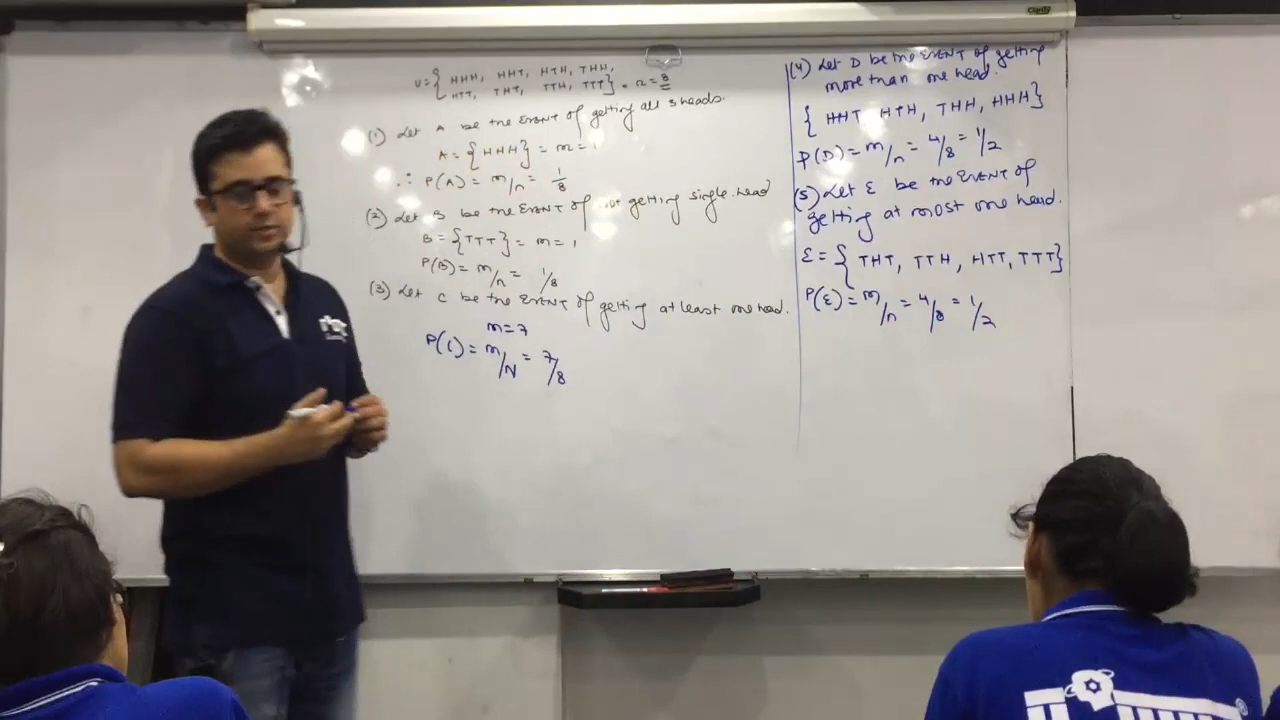 U={ HHH, HHT, HTH, THH,
HTT, THT, TTH, TTT} . n=8
(1) Let A be the EVENT of getting all 3 heads.
A={HHH} = m=1
∴ P(A)= m/n = 1/8
(2) Let B be the EVENT of not getting single head
B={TTT} = m=1
P(B)= m/n = 1/8
(3) Let C be the EVENT of getting at least one head.
m=7
P(C)= m/N = 7/8
(4) Let D be the EVENT of getting
more than one head.
{ HHT HTH, THH, HHH}
P(D)= m/n = 4/8 = 1/2
(5) Let E be the EVENT of
getting at most one head.
E={ THT, TTH, HTT, TTT}
P(E)= m/n = 4/8 = 1/2